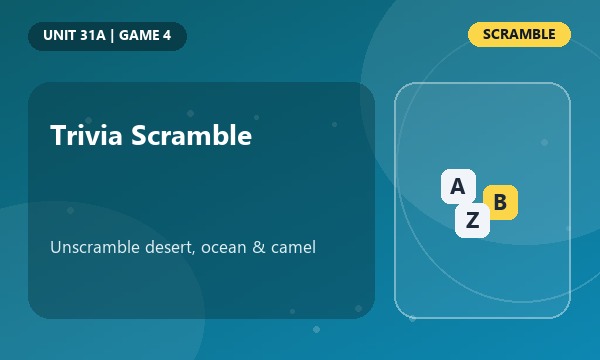 UNIT 31A | GAME 4
SCRAMBLE
Trivia Scramble
Unscramble desert, ocean & camel
A
B
Z